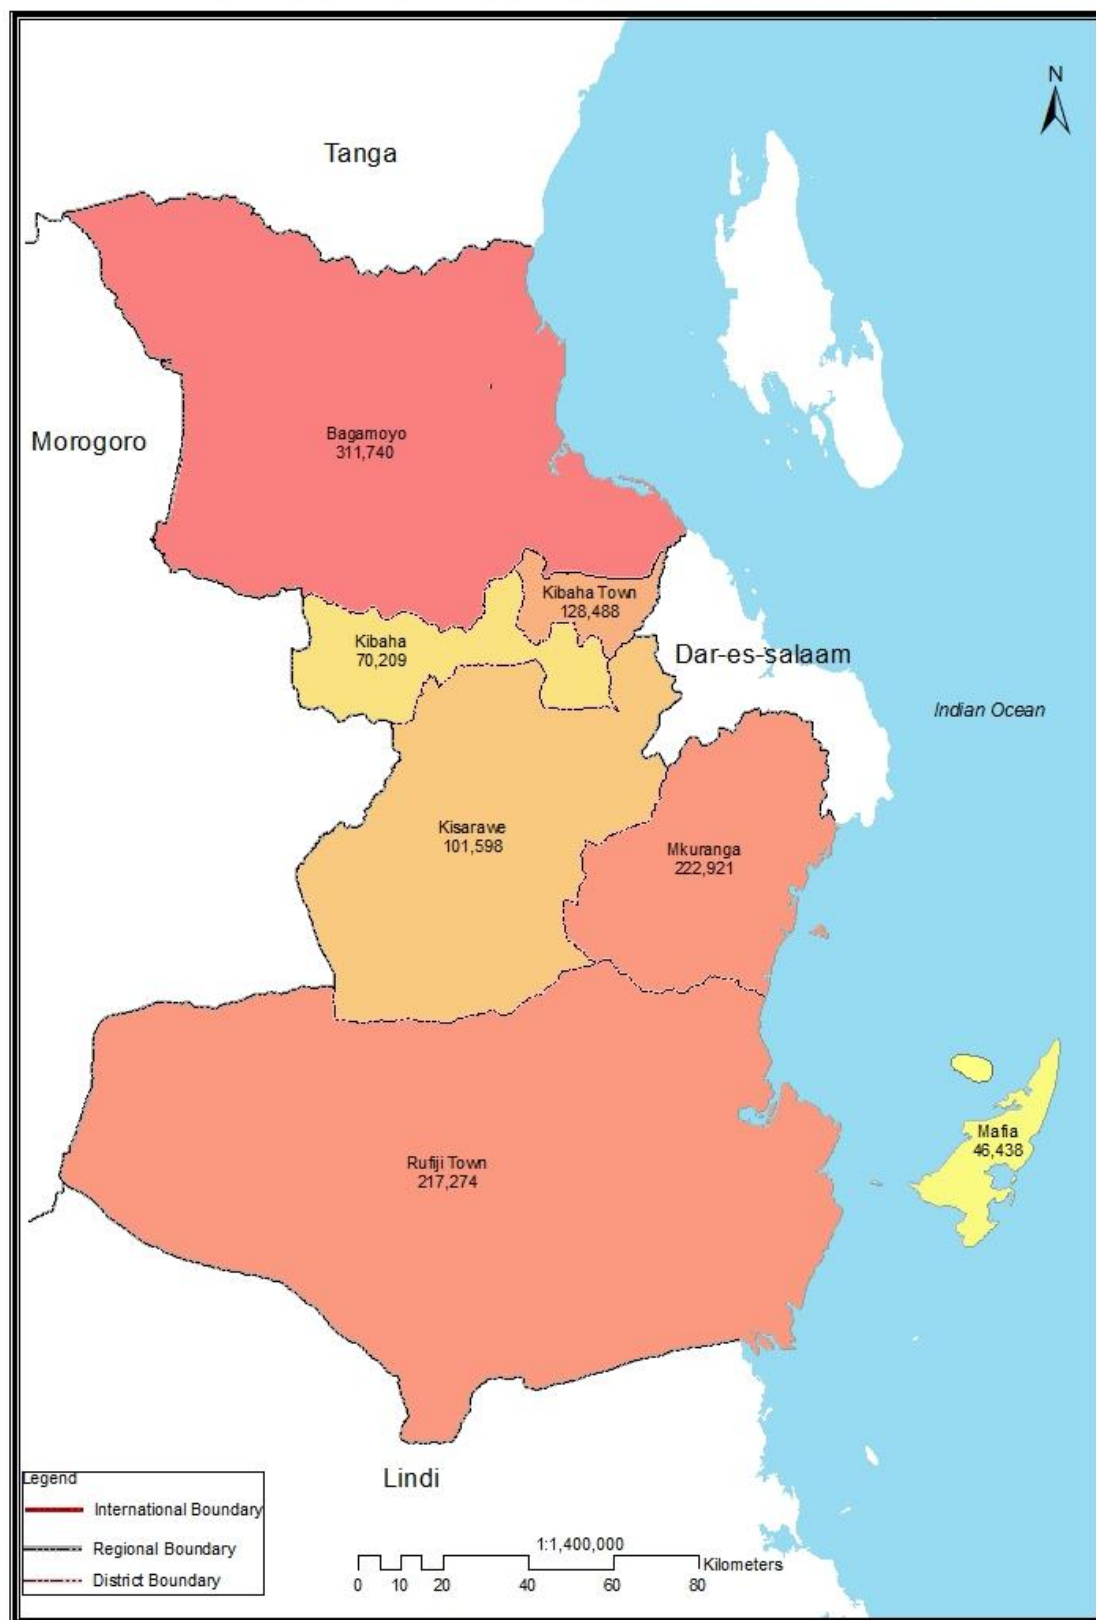 N
Tanga
Morogoro
Bagamoyo
311,740
Kibaha Town
128,488
Kibaha
70,209
Dar-es-salaam
Indian Ocean
Kisarawe
101,598
Mkuranga
222,921
Mafia
46,438
Rufiji Town
217,274
Lindi
Legend
International Boundary
Regional Boundary
District Boundary
1:1,400,000
Kilometers
0 10 20 40 60 80